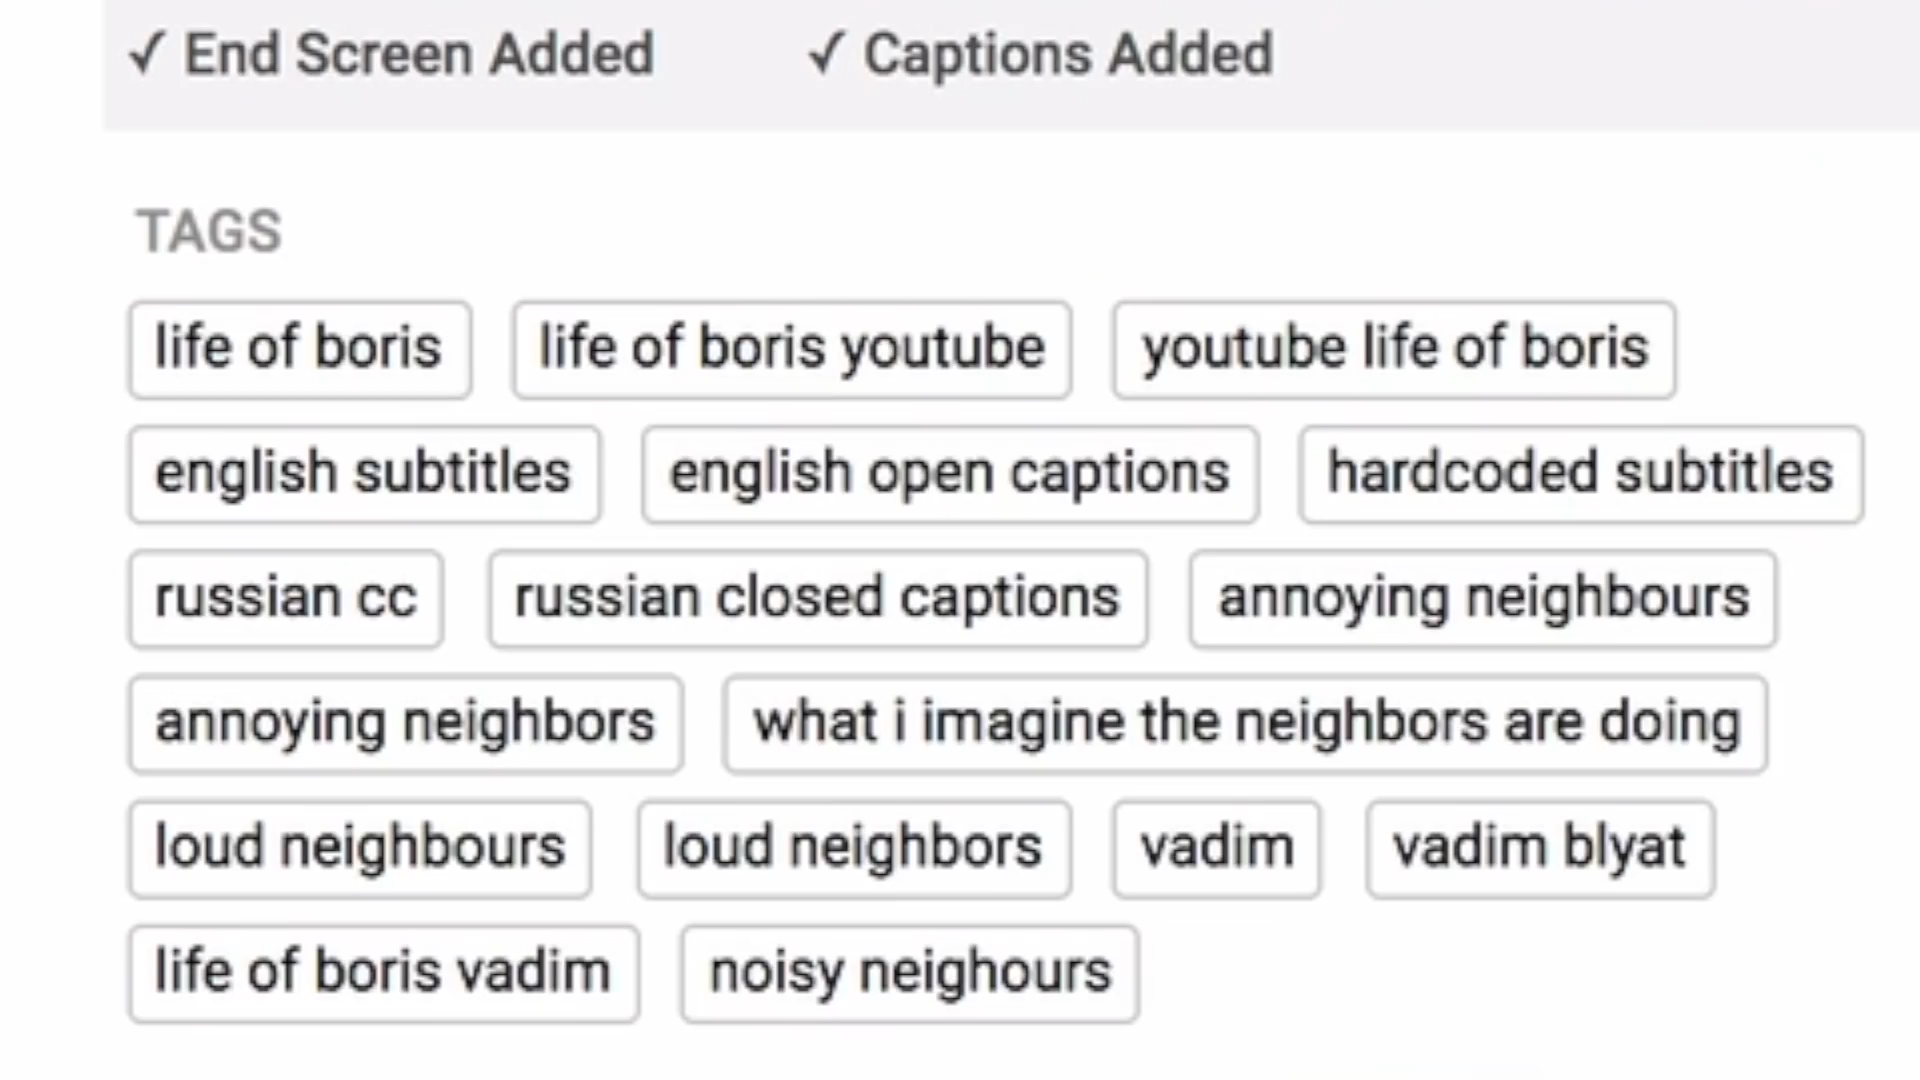 ✓ End Screen Added ✓ Captions Added
TAGS
life of boris life of boris youtube youtube life of boris
english subtitles english open captions hardcoded subtitles
russian cc russian closed captions annoying neighbours
annoying neighbors what i imagine the neighbors are doing
loud neighbours loud neighbors vadim vadim blyat
life of boris vadim noisy neighours